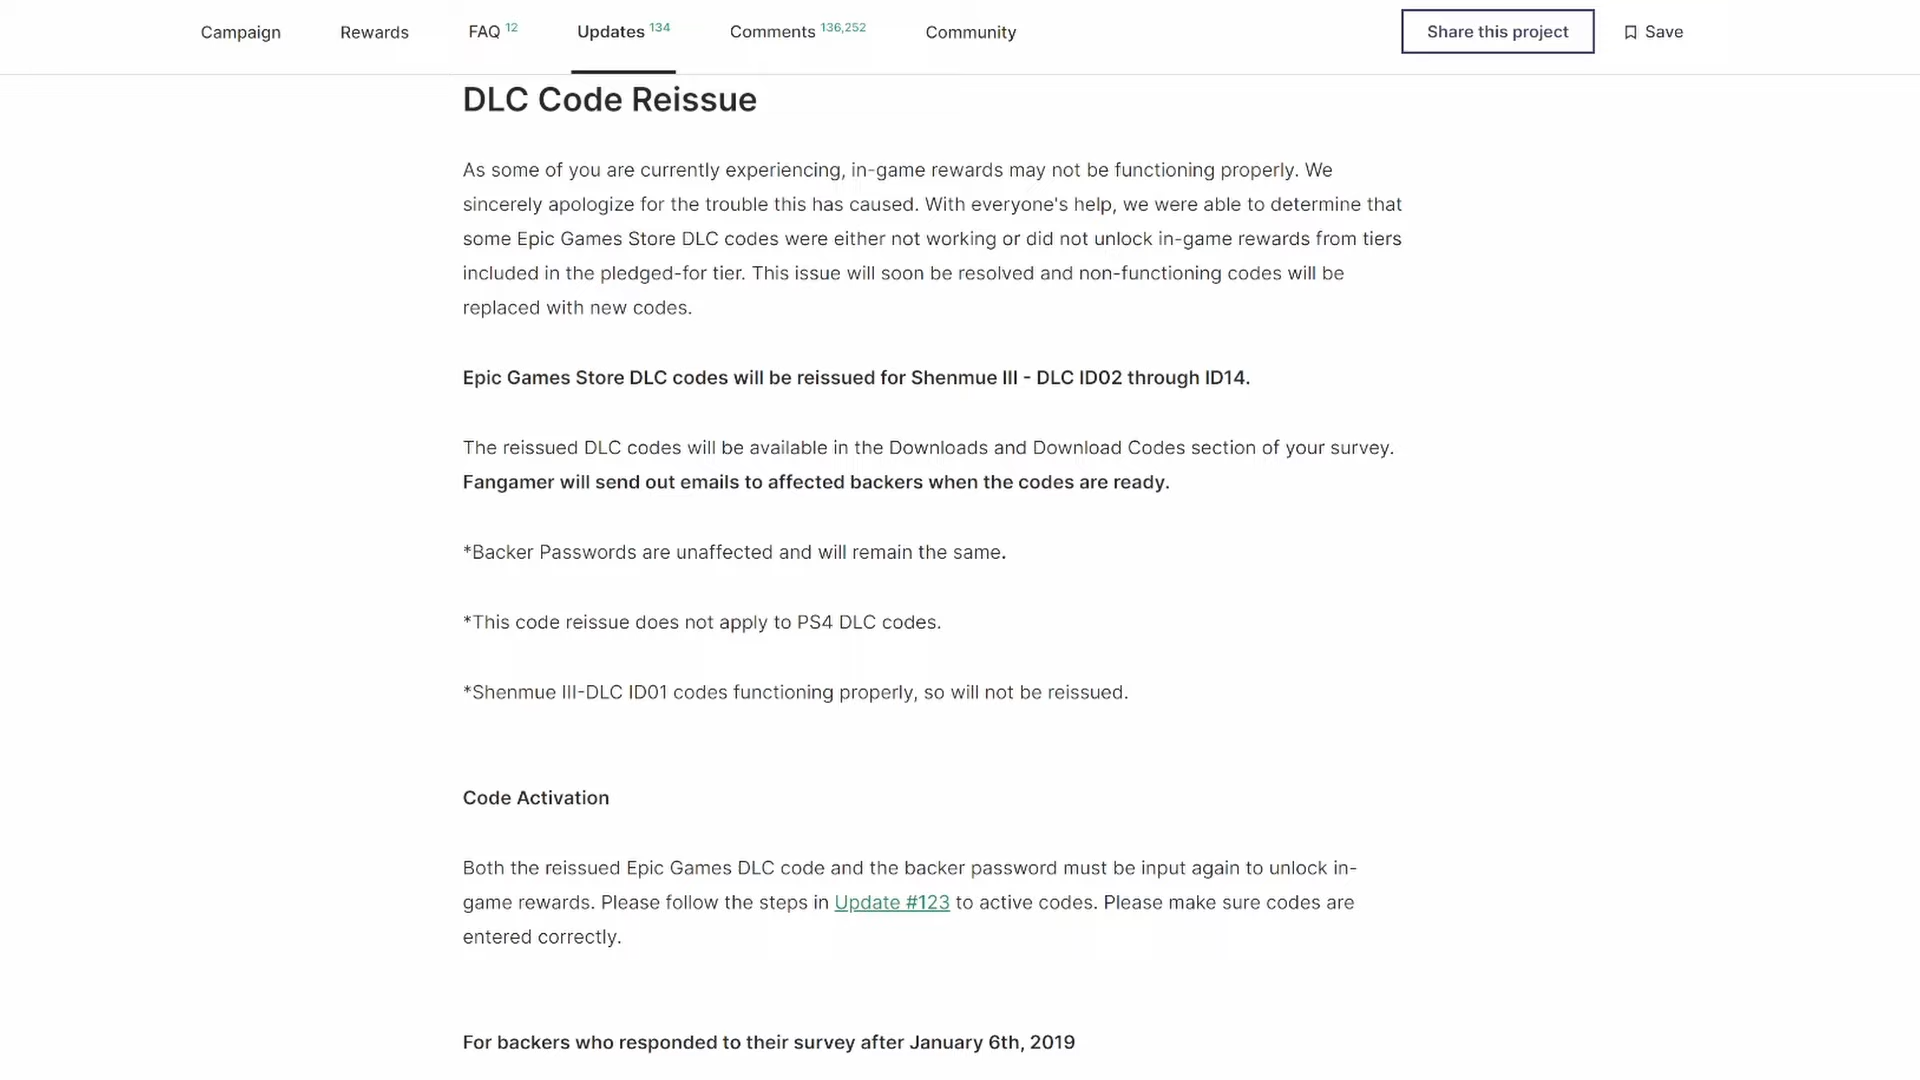 Campaign Rewards FAQ 12 Updates 134 Comments 136,252 Community Share this project Save
DLC Code Reissue
As some of you are currently experiencing, in-game rewards may not be functioning properly. We
sincerely apologize for the trouble this has caused. With everyone's help, we were able to determine that
some Epic Games Store DLC codes were either not working or did not unlock in-game rewards from tiers
included in the pledged-for tier. This issue will soon be resolved and non-functioning codes will be
replaced with new codes.
Epic Games Store DLC codes will be reissued for Shenmue III - DLC ID02 through ID14.
The reissued DLC codes will be available in the Downloads and Download Codes section of your survey.
Fangamer will send out emails to affected backers when the codes are ready.
*Backer Passwords are unaffected and will remain the same.
*This code reissue does not apply to PS4 DLC codes.
*Shenmue III-DLC ID01 codes functioning properly, so will not be reissued.
Code Activation
Both the reissued Epic Games DLC code and the backer password must be input again to unlock in-
game rewards. Please follow the steps in Update #123 to active codes. Please make sure codes are
entered correctly.
For backers who responded to their survey after January 6th, 2019